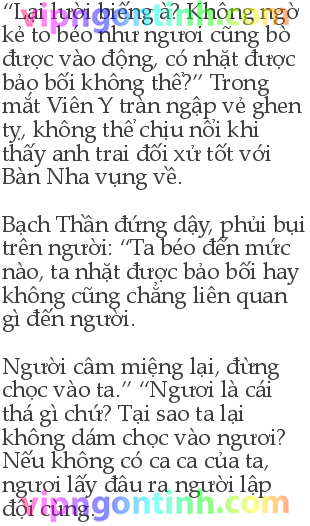 “Lại lười biếng à? Không ngờ
kẻ to béo như ngươi cũng bò
được vào động, có nhặt được
bảo bối không thế?” Trong
mắt Viên Y tràn ngập vẻ ghen
tỵ, không thể chịu nổi khi
thấy anh trai đối xử tốt với
Bàn Nha vụng về.
Bạch Thần đứng dậy, phủi bụi
trên người: “Ta béo đến mức
nào, ta nhặt được bảo bối hay
không cũng chẳng liên quan
gì đến người.
Người câm miệng lại, đừng
chọc vào ta.” “Ngươi là cái
thá gì chứ? Tại sao ta lại
không dám chọc vào ngươi?
Nếu không có ca ca của ta,
ngươi lấy đâu ra người lập
đội cùng.
vipngontinh.com
vipngontinh.com